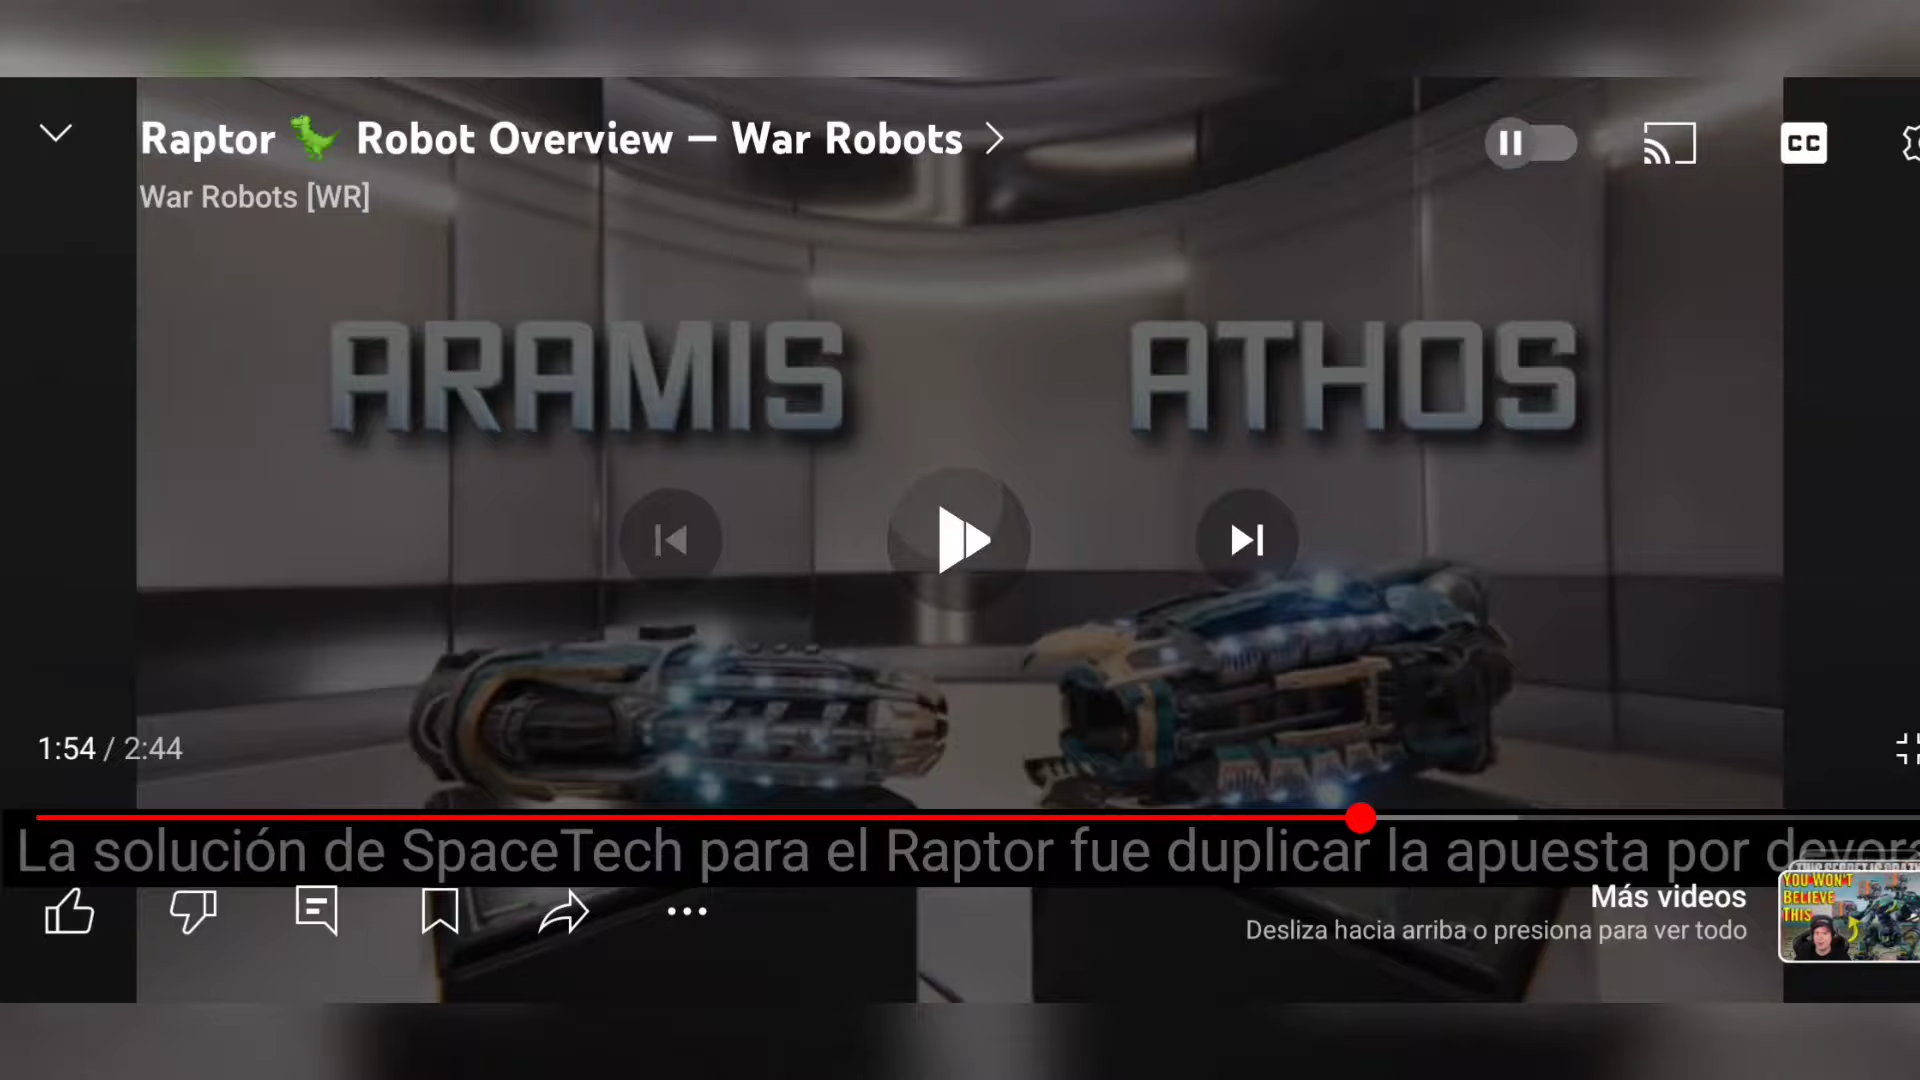 Raptor 🦖 Robot Overview – War Robots
War Robots [WR]
CC
ARAMIS
ATHOS
1:54 / 2:44
La solución de SpaceTech para el Raptor fue duplicar la apuesta por
Más videos
Desliza hacia arriba o presiona para ver todo
YOU WON'T
BELIEVE
THIS